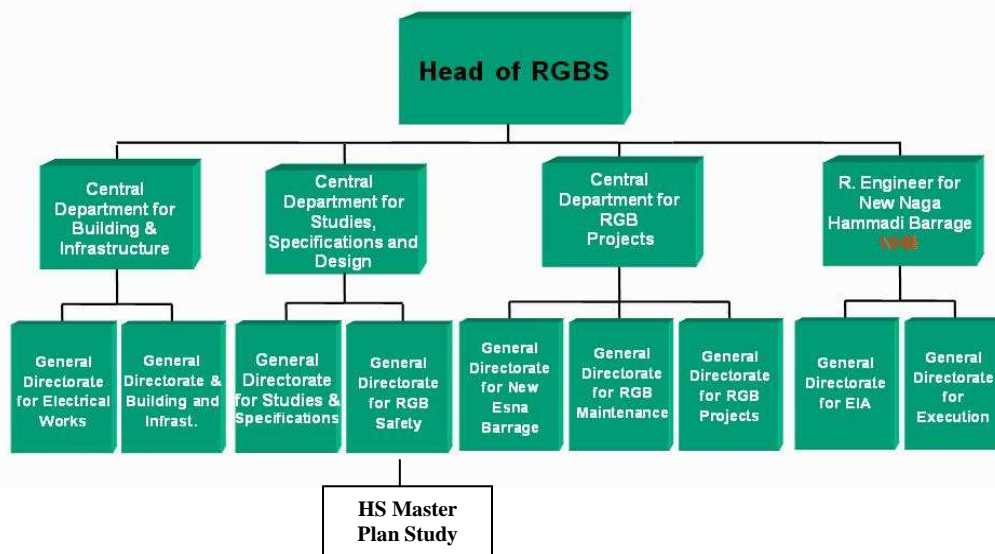 Head of RGBS
Central
Department for
Building &
Infrastructure
Central
Department for
Studies,
Specifications and
Design
Central
Department for
RGB
Projects
R. Engineer for
New Naga
Hammadi Barrage
NHB
General
Directorate
for Electrical
Works
General
Directorate &
Building and
Infrast.
General
Directorate
for Studies &
Specifications
General
Directorate
for RGB
Safety
General
Directorate
for New
Esna
Barrage
General
Directorate
for RGB
Maintenance
General
Directorate
for RGB
Projects
General
Directorate
for EIA
General
Directorate
for
Execution
HS Master
Plan Study